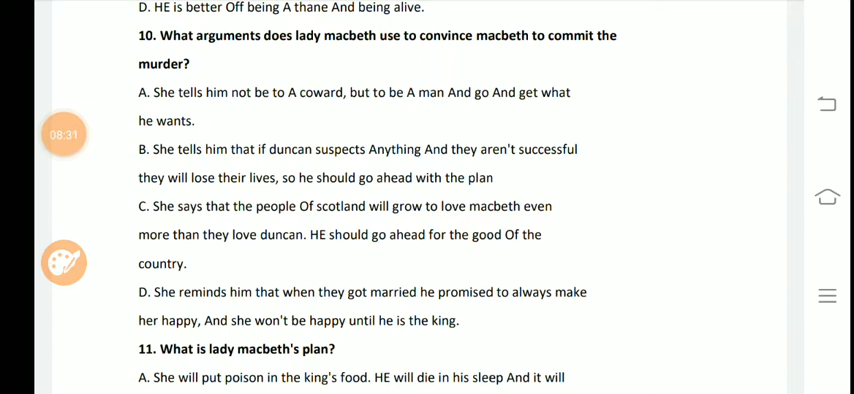 D. HE is better Off being A thane And being alive.
10. What arguments does lady macbeth use to convince macbeth to commit the
murder?
A. She tells him not be to A coward, but to be A man And go And get what
he wants.
08:31
B. She tells him that if duncan suspects Anything And they aren't successful
they will lose their lives, so he should go ahead with the plan
C. She says that the people Of scotland will grow to love macbeth even
more than they love duncan. HE should go ahead for the good Of the
country.
D. She reminds him that when they got married he promised to always make
her happy, And she won't be happy until he is the king.
11. What is lady macbeth's plan?
A. She will put poison in the king's food. HE will die in his sleep And it will